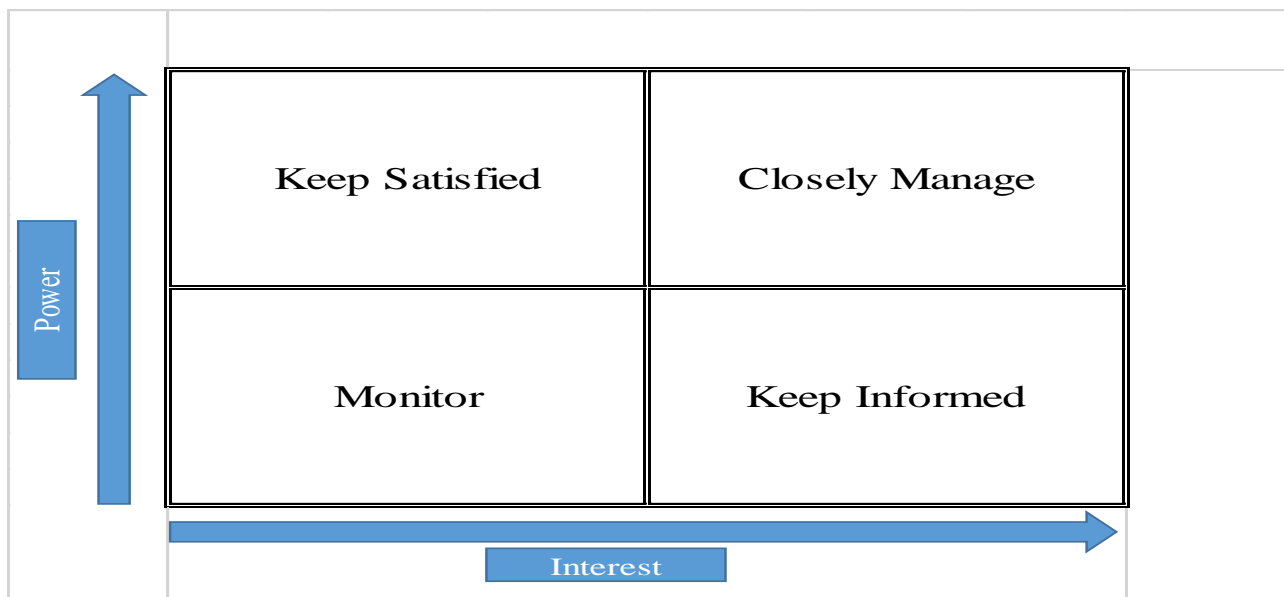 Keep Satisfied
Closely Manage
Power
Monitor
Keep Informed
Interest